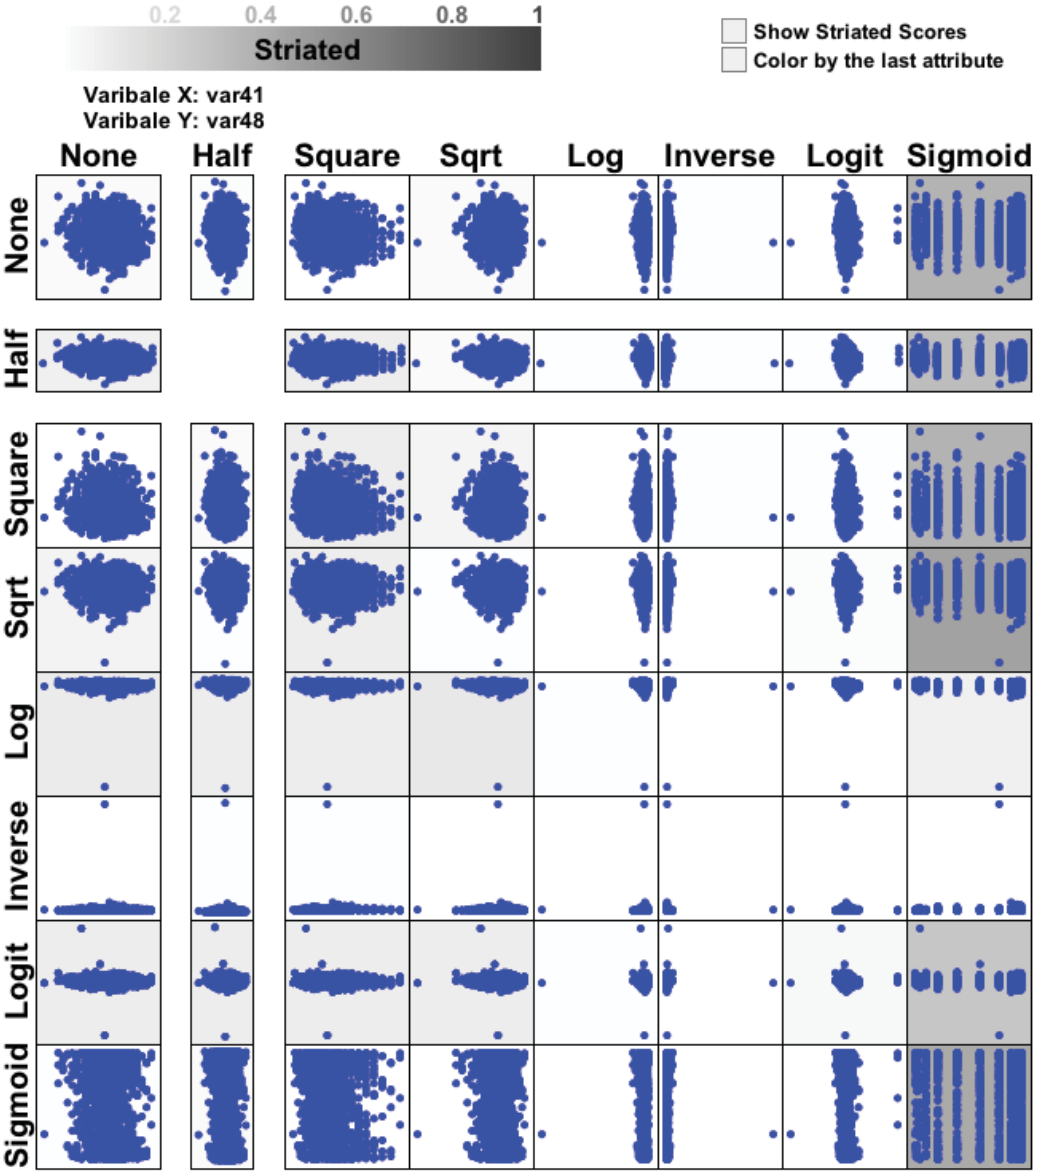 0.2 0.4 0.6 0.8 1
Striated
Show Striated Scores
Color by the last attribute
Varibale X: var41
Varibale Y: var48
None Half Square Sqrt Log Inverse Logit Sigmoid
None
Half
Square
Sqrt
Log
Inverse
Logit
Sigmoid